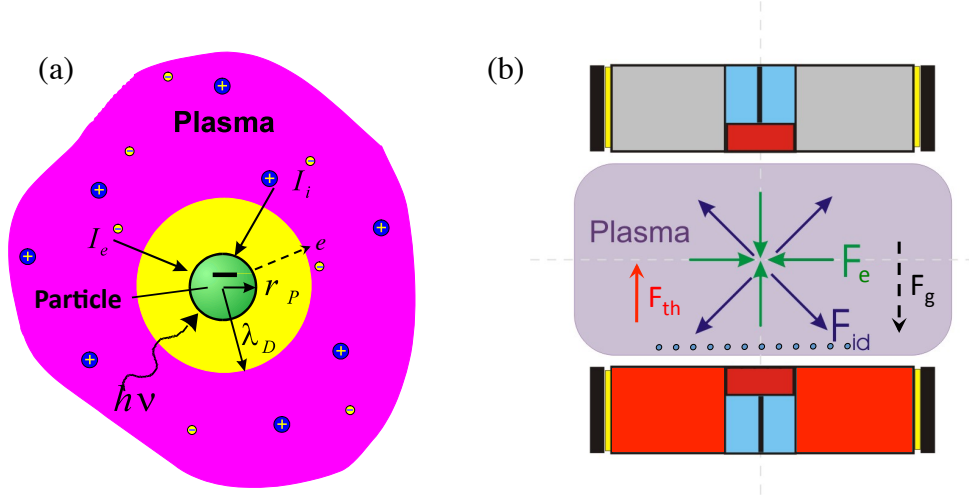 (a)
Plasma
I_i
I_e
e
Particle
r_P
λ_D
hν
(b)
Plasma
F_e
F_th
F_g
F_id